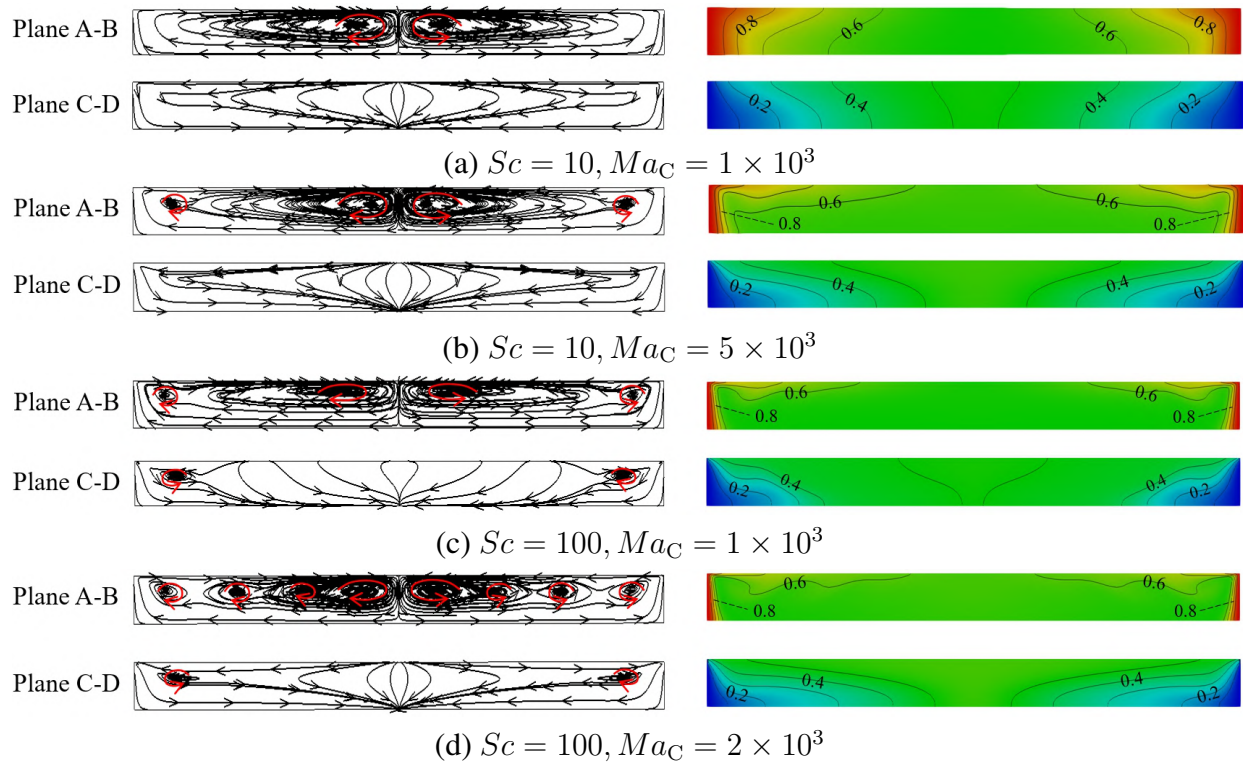 Plane A-B
0.8 0.6 0.6 0.8
Plane C-D
0.2 0.4 0.4 0.2
(a) Sc = 10, Ma_C = 1 × 10^3
Plane A-B
0.6 0.6
0.8 0.8
Plane C-D
0.2 0.4 0.4 0.2
(b) Sc = 10, Ma_C = 5 × 10^3
Plane A-B
0.6 0.6
0.8 0.8
Plane C-D
0.2 0.4 0.4 0.2
(c) Sc = 100, Ma_C = 1 × 10^3
Plane A-B
0.6 0.6
0.8 0.8
Plane C-D
0.2 0.4 0.4 0.2
(d) Sc = 100, Ma_C = 2 × 10^3